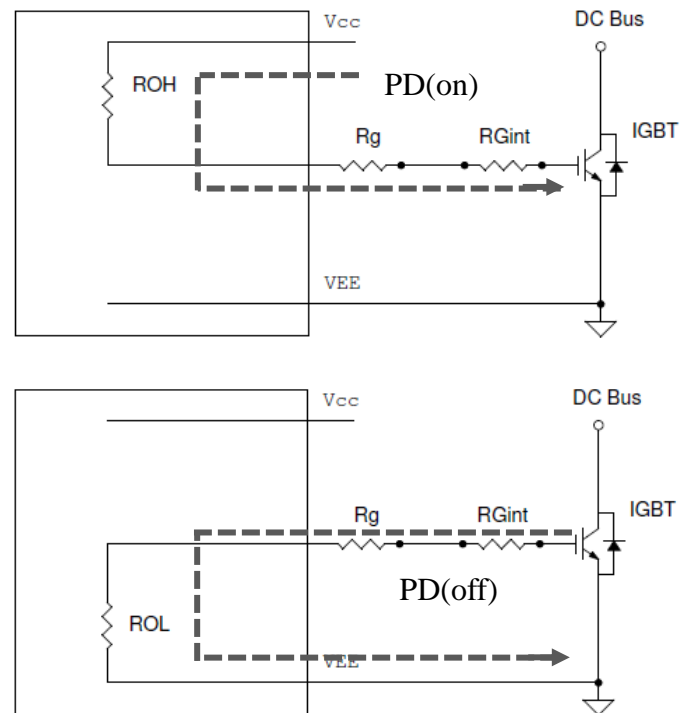 Vcc
DC Bus
ROH
PD(on)
Rg
RGint
IGBT
VEE
Vcc
DC Bus
Rg
RGint
IGBT
PD(off)
ROL
VEE